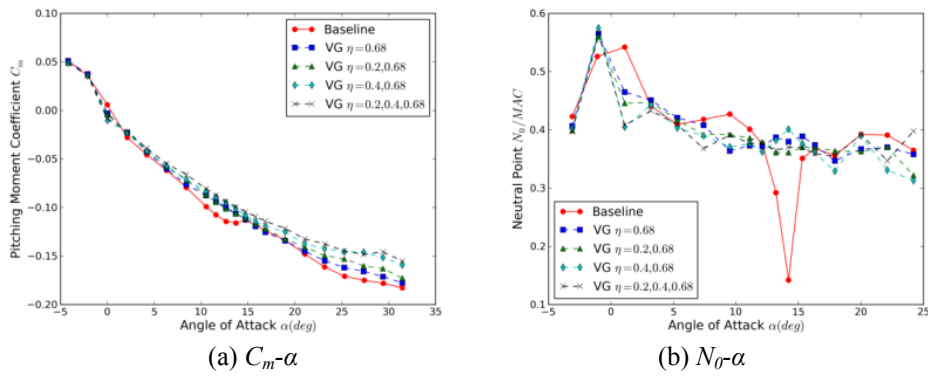 0.10
0.05
0.00
−0.05
−0.10
−0.15
−0.20
Pitching Moment Coefficient C_m
Baseline
VG η=0.68
VG η=0.2,0.68
VG η=0.4,0.68
VG η=0.2,0.4,0.68
−5 0 5 10 15 20 25 30 35
Angle of Attack α(deg)
(a) C_m-α
0.6
0.5
0.4
0.3
0.2
0.1
Neutral Point N_0/MAC
Baseline
VG η=0.68
VG η=0.2,0.68
VG η=0.4,0.68
VG η=0.2,0.4,0.68
−5 0 5 10 15 20 25
Angle of Attack α(deg)
(b) N_0-α